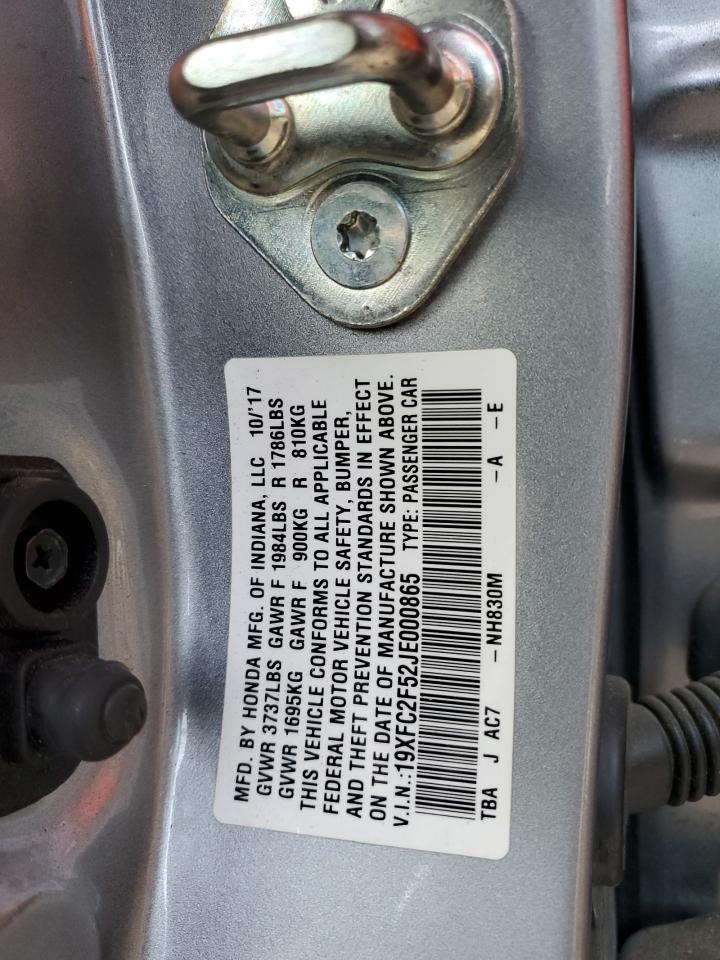 MFD. BY HONDA MFG. OF INDIANA, LLC 10/'17
GVWR 3737LBS GAWR F 1984LBS R 1786LBS
GVWR 1695KG GAWR F 900KG R 810KG
THIS VEHICLE CONFORMS TO ALL APPLICABLE
FEDERAL MOTOR VEHICLE SAFETY, BUMPER,
AND THEFT PREVENTION STANDARDS IN EFFECT
ON THE DATE OF MANUFACTURE SHOWN ABOVE.
V.I.N.:19XFC2F52JE000865 TYPE: PASSENGER CAR
TBA J AC7 -NH830M -A -E